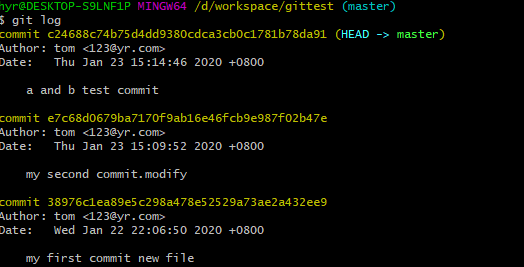 hyr@DESKTOP-S9LNF1P MINGW64 /d/workspace/gittest (master)
$ git log
commit c24688c74b75d4dd9380cdca3cb0c1781b78da91 (HEAD -> master)
Author: tom <123@yr.com>
Date:   Thu Jan 23 15:14:46 2020 +0800
    a and b test commit
commit e7c68d0679ba7170f9ab16e46fcb9e987f02b47e
Author: tom <123@yr.com>
Date:   Thu Jan 23 15:09:52 2020 +0800
    my second commit.modify
commit 38976c1ea89e5c298a478e52529a73ae2a432ee9
Author: tom <123@yr.com>
Date:   Wed Jan 22 22:06:50 2020 +0800
    my first commit new file